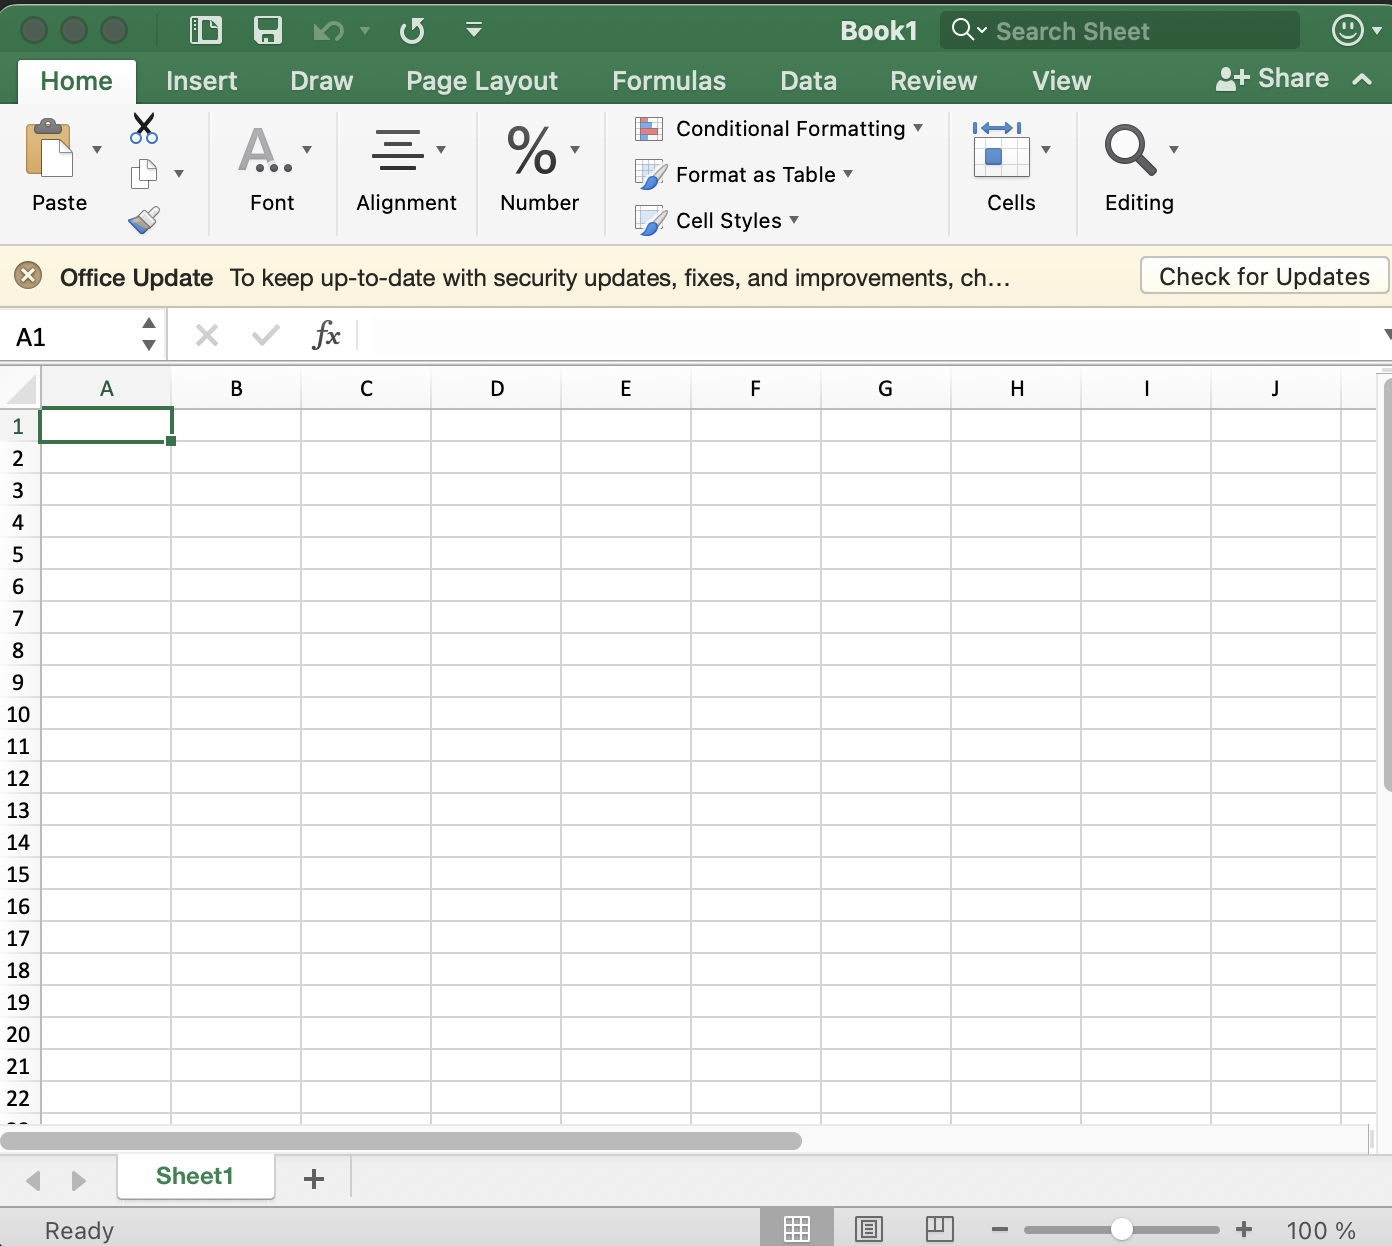 Book1
Search Sheet
Home Insert Draw Page Layout Formulas Data Review View Share
Conditional Formatting
Format as Table
Paste Font Alignment Number Cells Editing
Cell Styles
Office Update To keep up-to-date with security updates, fixes, and improvements, ch... Check for Updates
A1 fx
A B C D E F G H I J
1
2
3
4
5
6
7
8
9
10
11
12
13
14
15
16
17
18
19
20
21
22
Sheet1
Ready 100 %